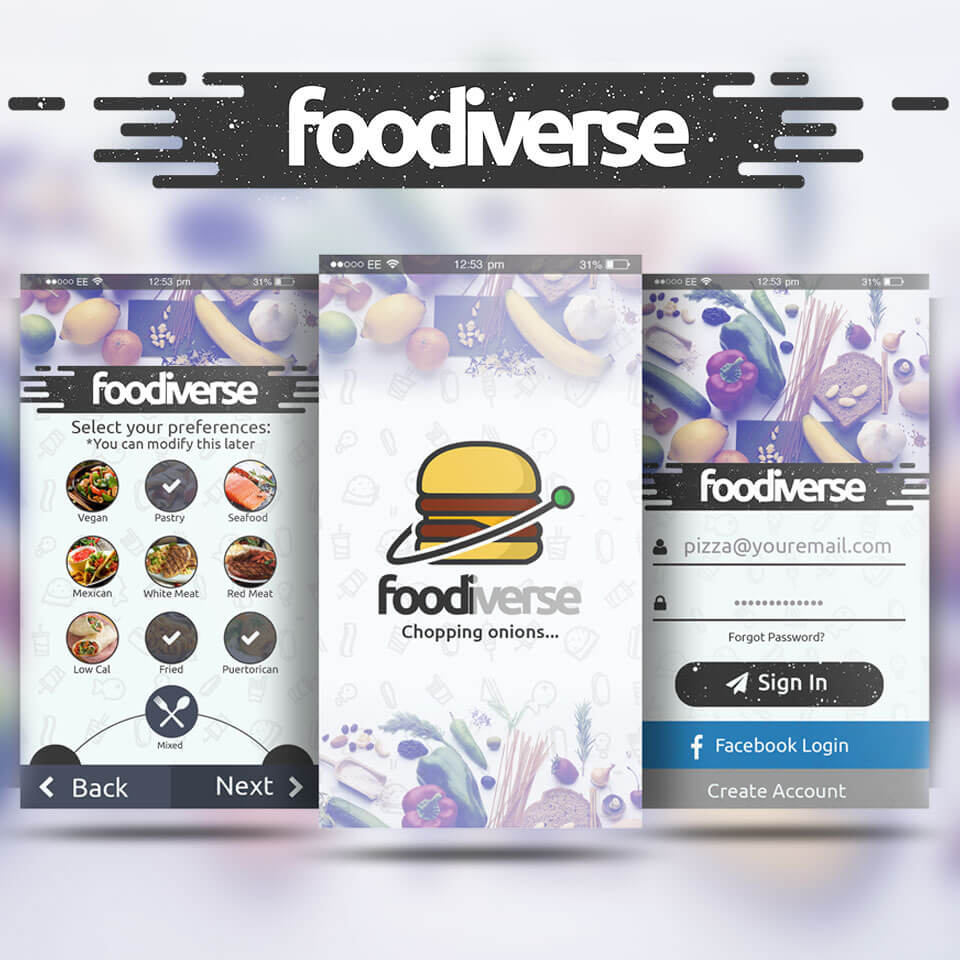 foodiverse
EE 12:53 pm 31%
foodiverse
Select your preferences:
*You can modify this later
Vegan Pastry Seafood
Mexican White Meat Red Meat
Low Cal Fried Puertorican
Mixed
Back Next
EE 12:53 pm 31%
foodiverse
Chopping onions...
EE 12:53 pm 31%
foodiverse
pizza@youremail.com
Forgot Password?
Sign In
f Facebook Login
Create Account